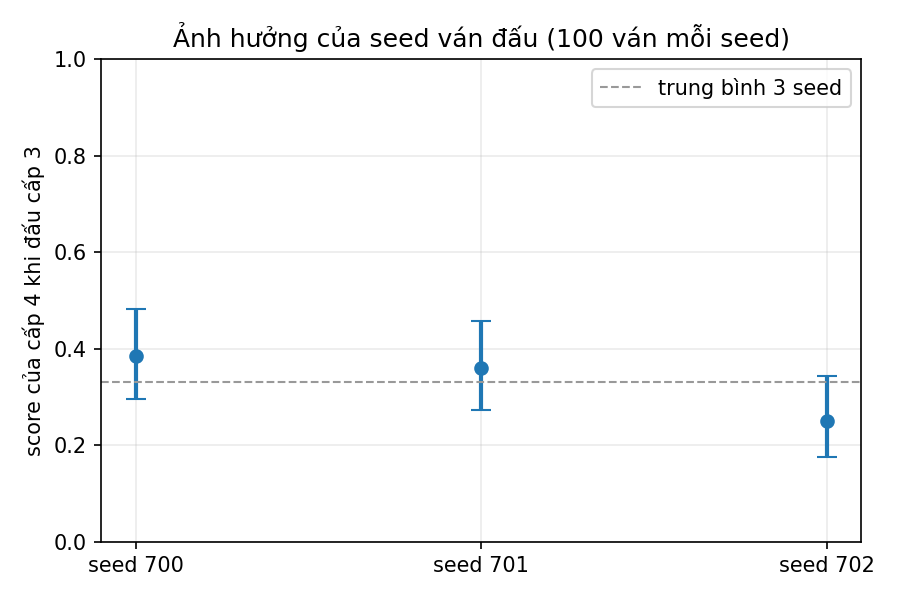 Ảnh hưởng của seed ván đấu (100 ván mỗi seed)
trung bình 3 seed
score của cấp 4 khi đấu cấp 3
1.0
0.8
0.6
0.4
0.2
0.0
seed 700
seed 701
seed 702